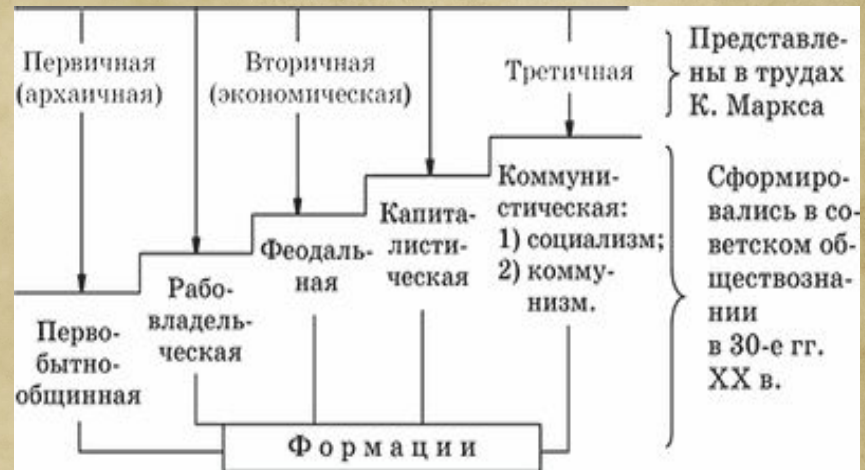 Первичная
(архаичная)
Вторичная
(экономическая)
Третичная
Представле-
ны в трудах
К. Маркса
Перво-
бытно-
общинная
Рабо-
владель-
ческая
Феодаль-
ная
Капита-
листи-
ческая
Коммуни-
стическая:
1) социализм;
2) комму-
низм.
Сформиро-
вались в со-
ветском об-
ществозна-
нии
в 30-е гг.
XX в.
Формации